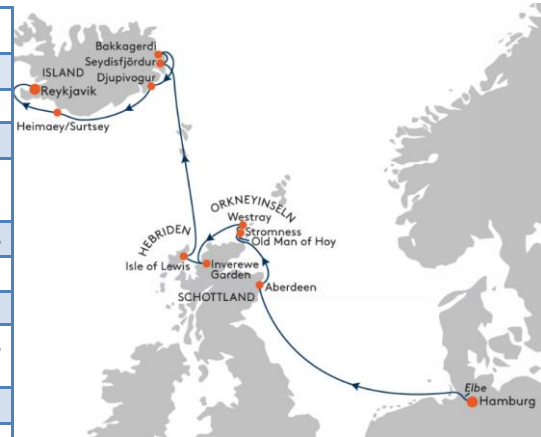 Bakkagerdi
Seydisfjördur
ISLAND
Djupivogur
Reykjavik
Heimaey/Surtsey
ORKNEYINSELN
Westray
HEBRIDEN
Stromness
Old Man of Hoy
Isle of Lewis
Inverewe
Garden
SCHOTTLAND
Aberdeen
Elbe
Hamburg